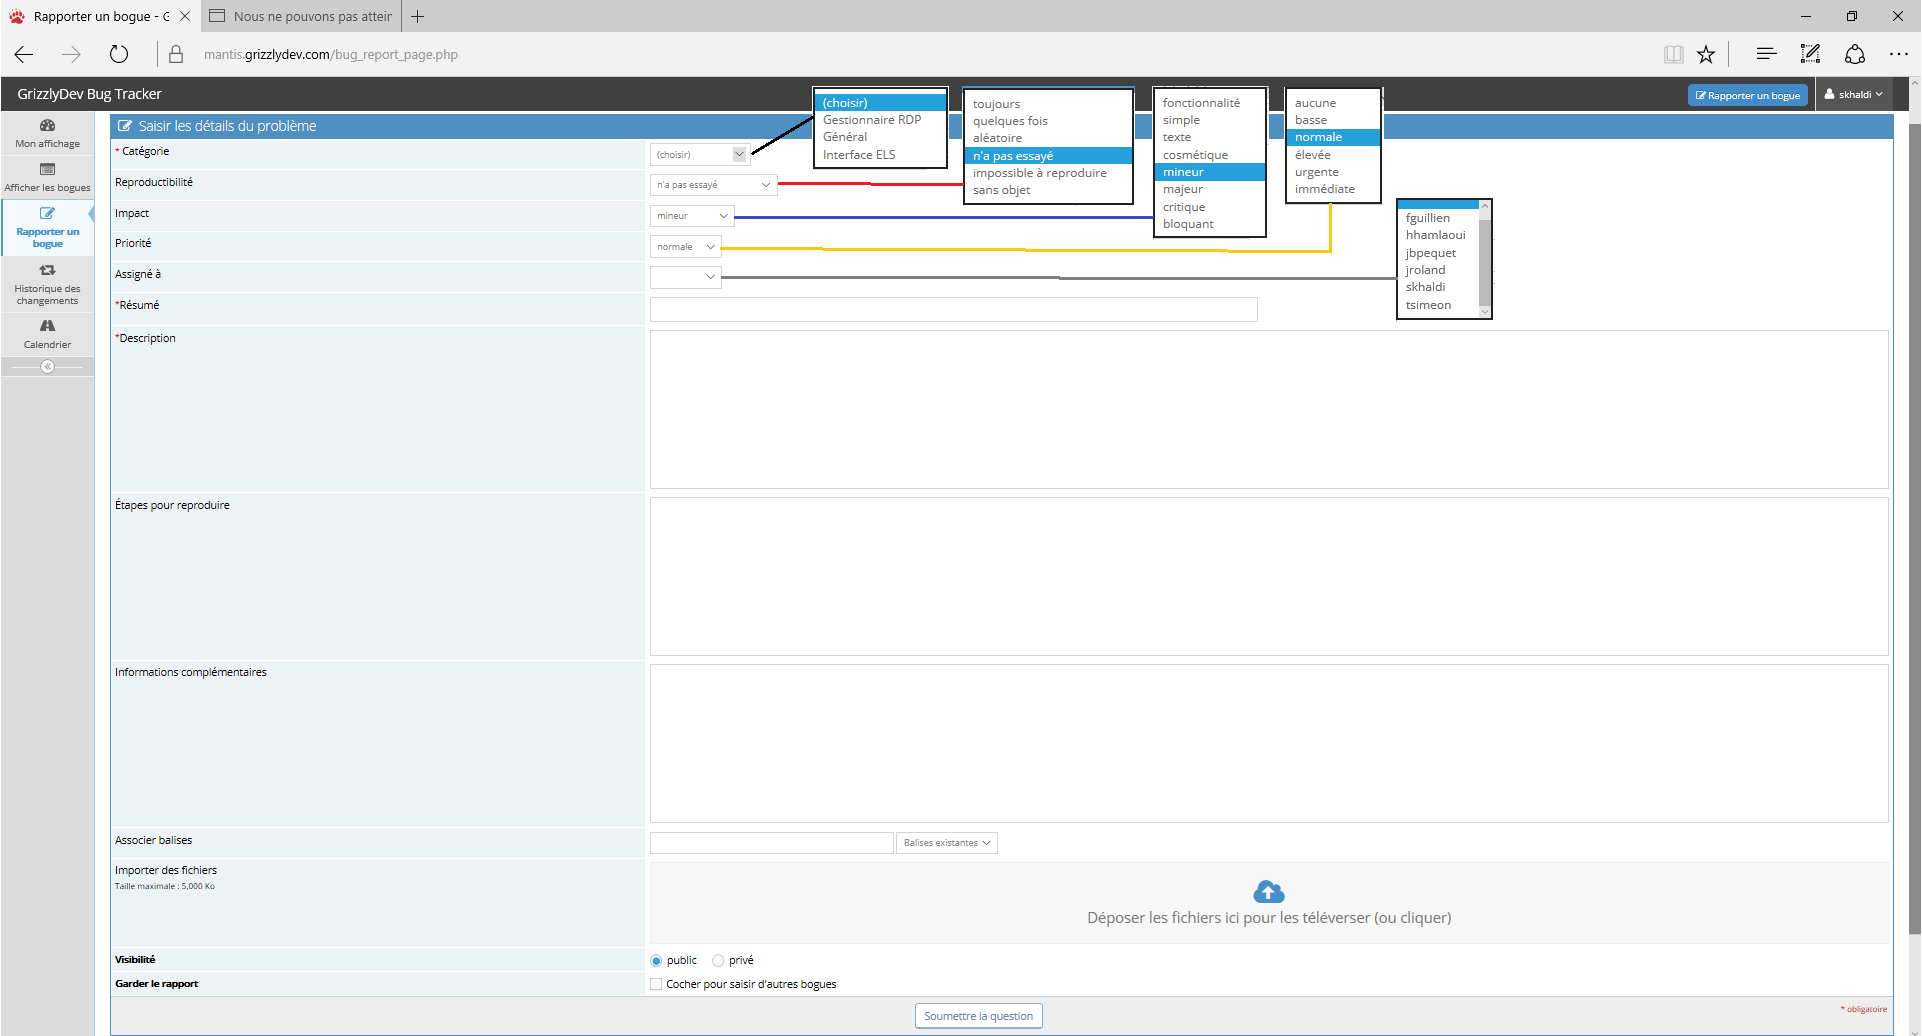 Rapporter un bogue - G
Nous ne pouvons pas attein
mantis.grizzlydev.com/bug_report_page.php
GrizzlyDev Bug Tracker
Rapporter un bogue
skhaldi
Mon affichage
Afficher les bogues
Rapporter un
bogue
Historique des
changements
Calendrier
Saisir les détails du problème
* Catégorie
(choisir)
(choisir)
Gestionnaire RDP
Général
Interface ELS
Reproductibilité
n'a pas essayé
toujours
quelques fois
aléatoire
n'a pas essayé
impossible à reproduire
sans objet
Impact
mineur
fonctionnalité
simple
texte
cosmétique
mineur
majeur
critique
bloquant
Priorité
normale
aucune
basse
normale
élevée
urgente
immédiate
Assigné à
fguillien
hhamlaoui
jbpequet
jroland
skhaldi
tsimeon
*Résumé
*Description
Étapes pour reproduire
Informations complémentaires
Associer balises
Balises existantes
Importer des fichiers
Taille maximale : 5,000 Ko
Déposer les fichiers ici pour les téléverser (ou cliquer)
Visibilité
public privé
Garder le rapport
Cocher pour saisir d'autres bogues
Soumettre la question
* obligatoire